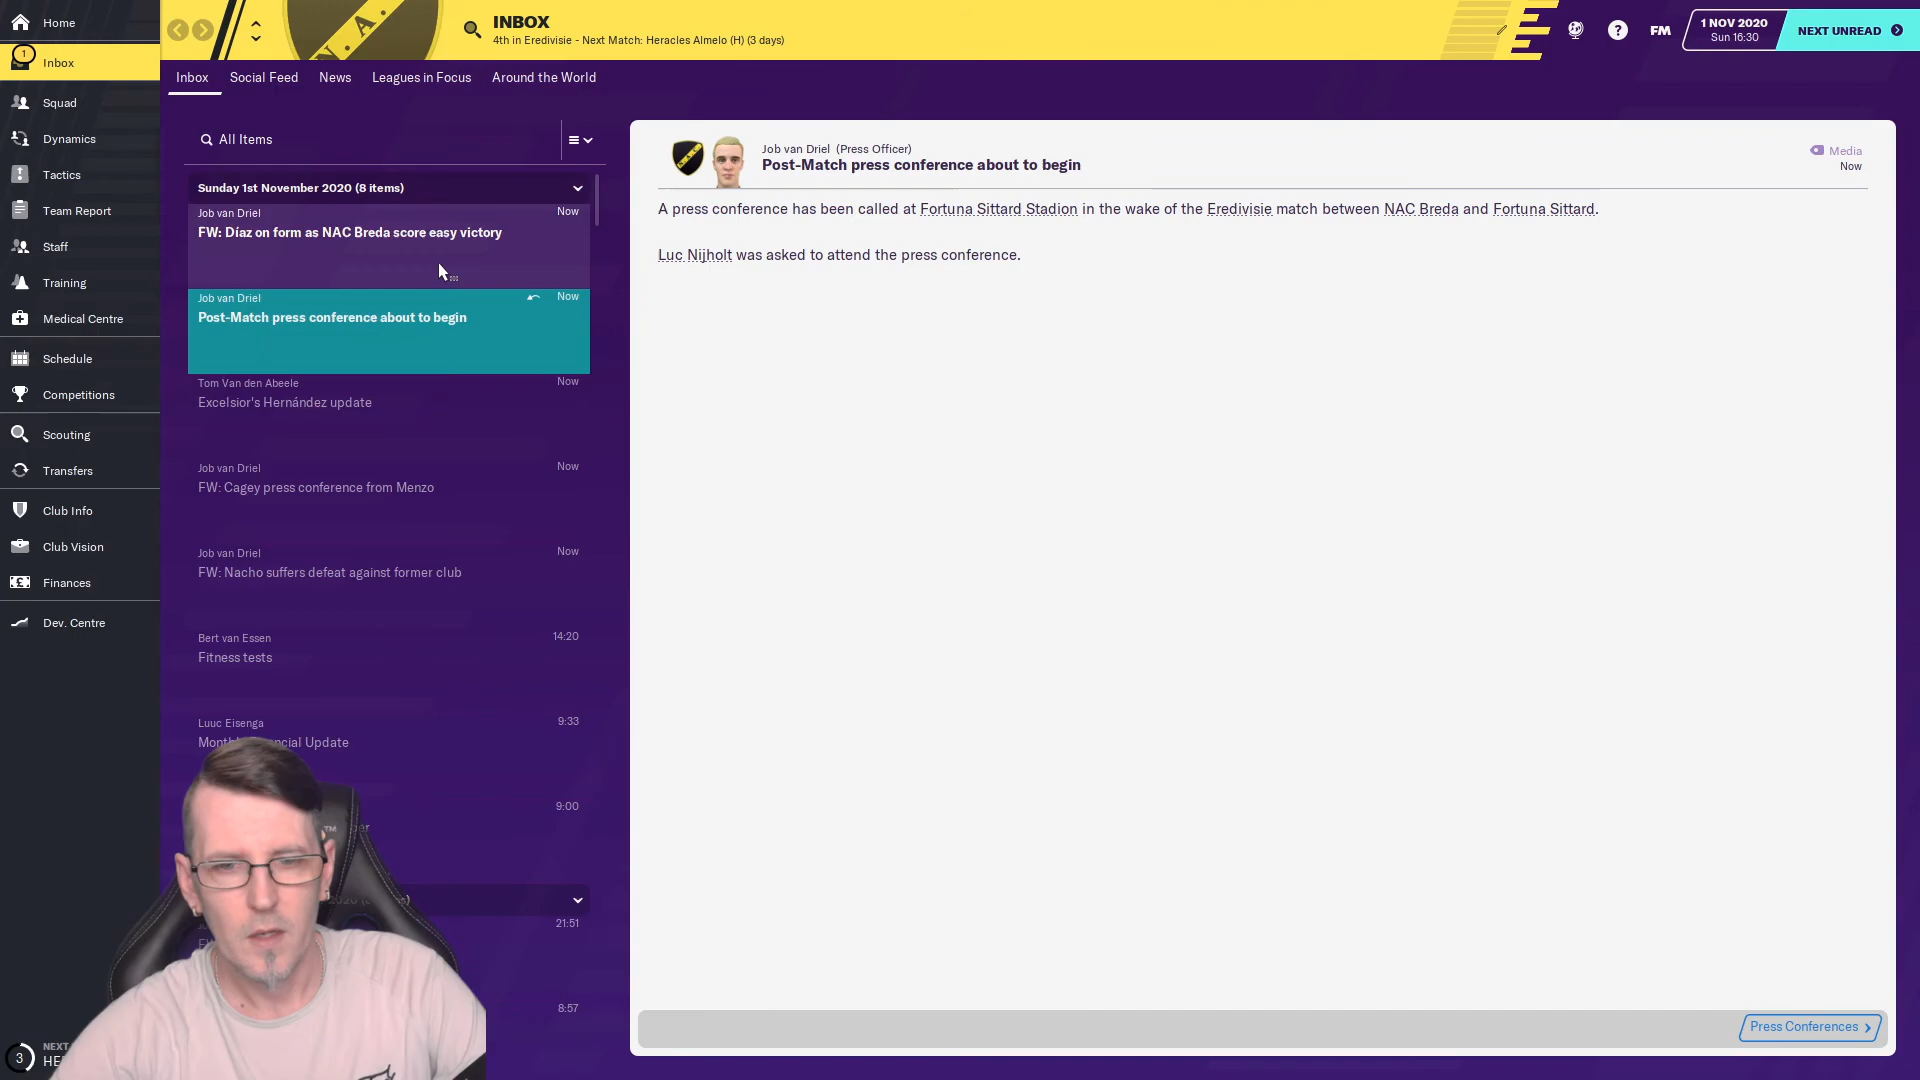 Home
1
Inbox
Squad
Dynamics
Tactics
Team Report
Staff
Training
Medical Centre
Schedule
Competitions
Scouting
Transfers
Club Info
Club Vision
Finances
Dev. Centre
3
NEXT
HE
N.A.C
INBOX
4th in Eredivisie - Next Match: Heracles Almelo (H) (3 days)
?
FM
1 NOV 2020
Sun 16:30
NEXT UNREAD
Inbox
Social Feed
News
Leagues in Focus
Around the World
All Items
Sunday 1st November 2020 (8 items)
Job van Driel
Now
FW: Díaz on form as NAC Breda score easy victory
Job van Driel
Now
Post-Match press conference about to begin
Tom Van den Abeele
Now
Excelsior's Hernández update
Job van Driel
Now
FW: Cagey press conference from Menzo
Job van Driel
Now
FW: Nacho suffers defeat against former club
Bert van Essen
14:20
Fitness tests
Luuc Eisenga
9:33
Monthly Financial Update
9:00
21:51
8:57
NAC
Job van Driel (Press Officer)
Post-Match press conference about to begin
Media
Now
A press conference has been called at Fortuna Sittard Stadion in the wake of the Eredivisie match between NAC Breda and Fortuna Sittard.
Luc Nijholt was asked to attend the press conference.
Press Conferences